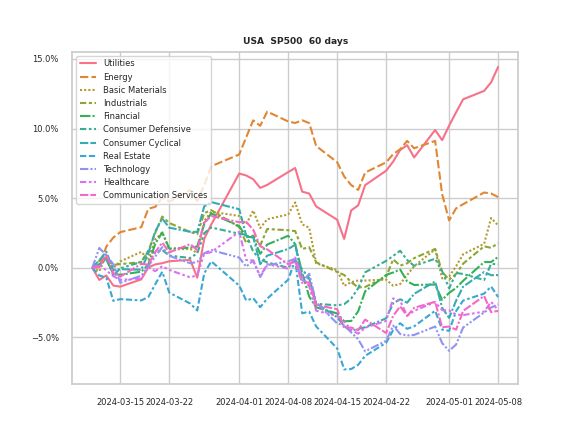 USA SP500 60 days
15.0%
10.0%
5.0%
0.0%
−5.0%
Utilities
Energy
Basic Materials
Industrials
Financial
Consumer Defensive
Consumer Cyclical
Real Estate
Technology
Healthcare
Communication Services
2024-03-15 2024-03-22 2024-04-01 2024-04-08 2024-04-15 2024-04-22 2024-05-01 2024-05-08